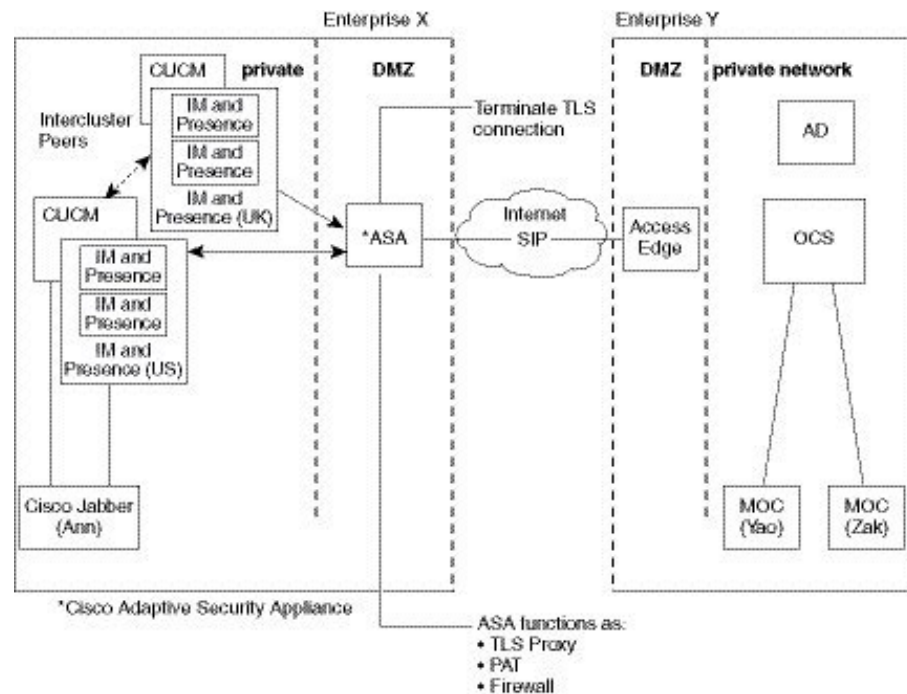 Enterprise X
Enterprise Y
CUCM
private
DMZ
DMZ
private network
IM and
Presence
IM and
Presence
IM and
Presence (UK)
Intercluster
Peers
Terminate TLS
connection
AD
CUCM
IM and
Presence
IM and
Presence
IM and
Presence (US)
*ASA
Internet
SIP
Access
Edge
OCS
Cisco Jabber
(Ann)
MOC
(Yao)
MOC
(Zak)
*Cisco Adaptive Security Appliance
ASA functions as:
• TLS Proxy
• PAT
• Firewall